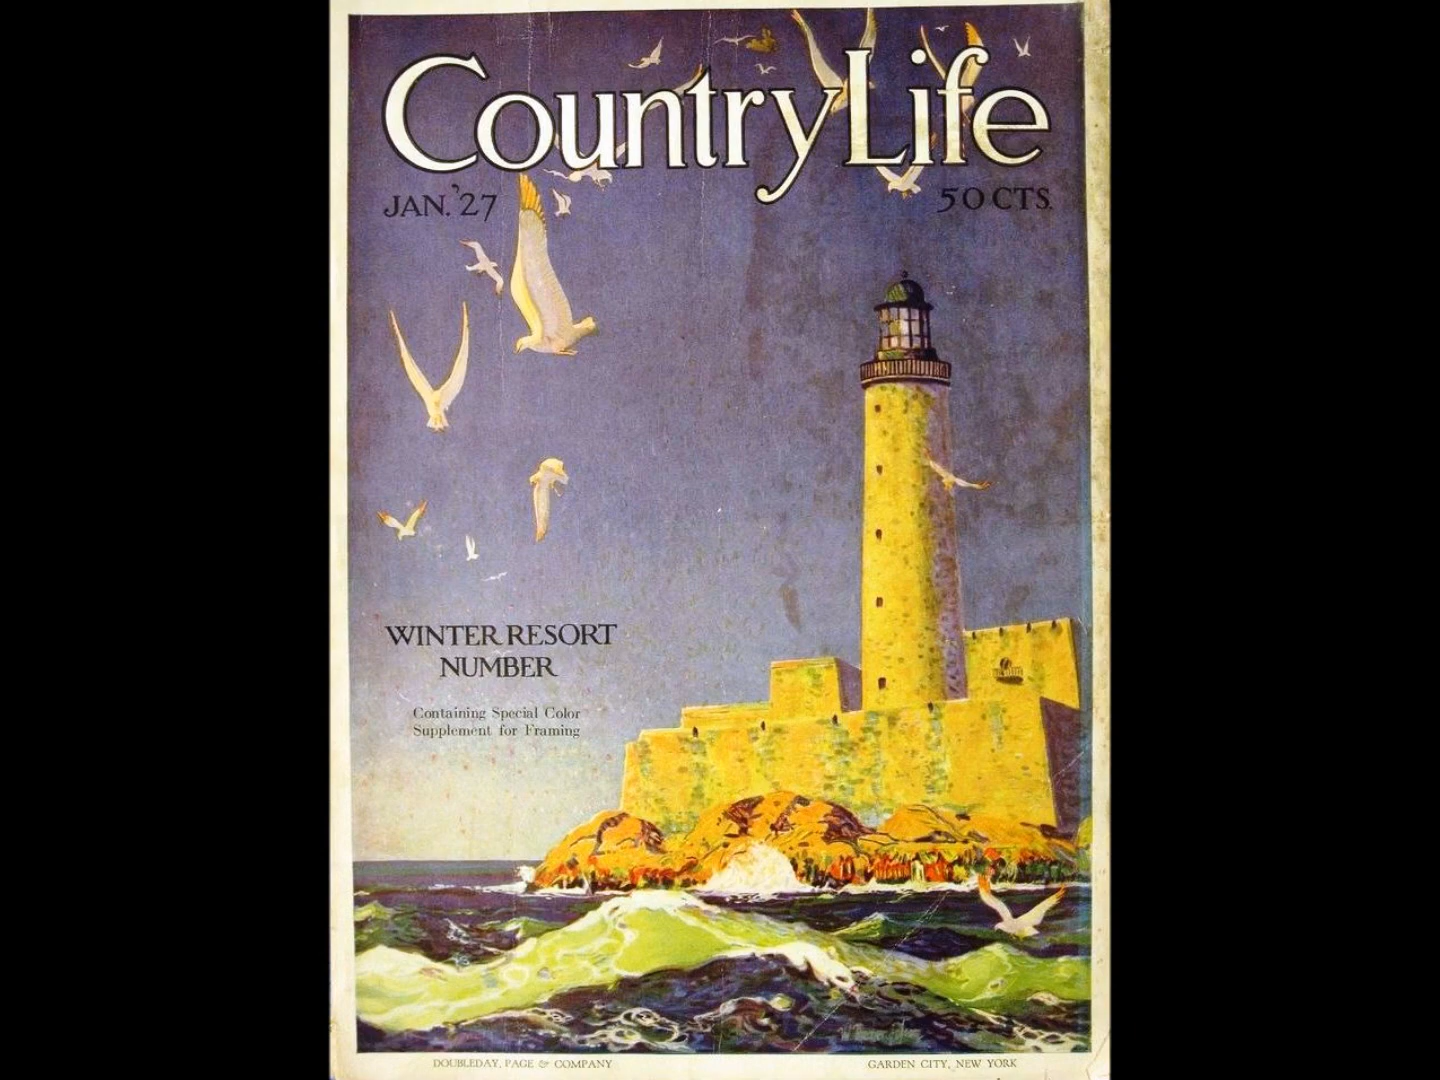 Country Life
JAN. '27
50 CTS.
WINTER RESORT
NUMBER
Containing Special Color
Supplement for Framing
DOUBLEDAY, PAGE & COMPANY
GARDEN CITY, NEW YORK